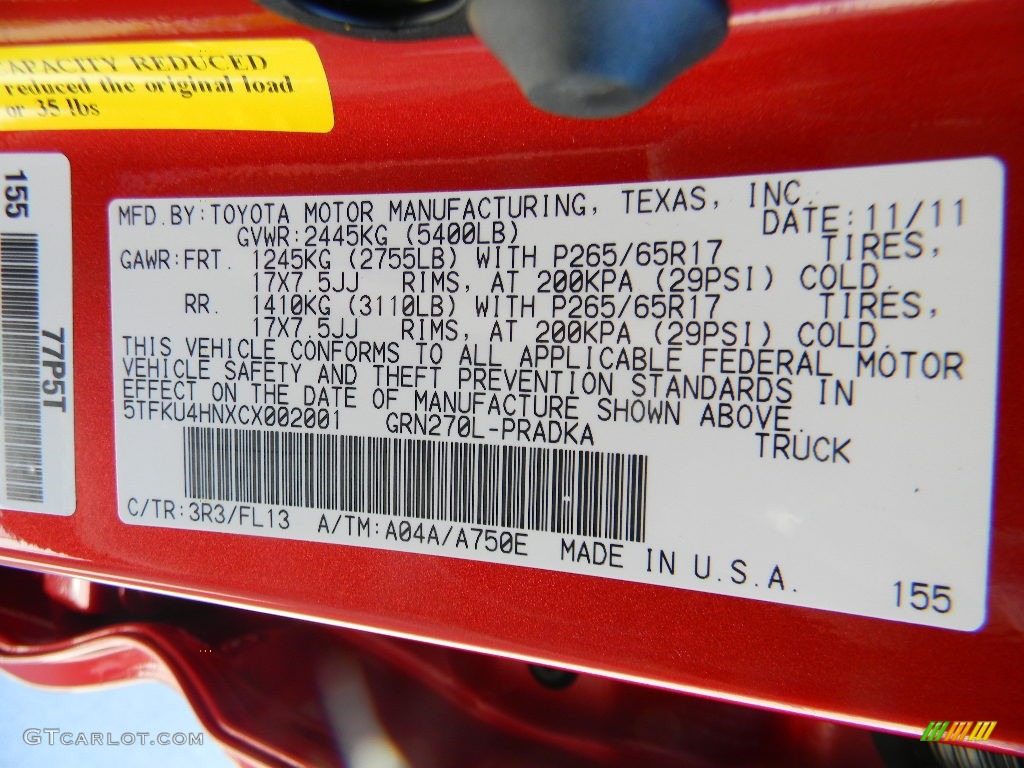 CAPACITY REDUCED
reduced the original load
or 35 lbs
155
77P5T
MFD.BY:TOYOTA MOTOR MANUFACTURING, TEXAS, INC.
DATE:11/11
GVWR:2445KG (5400LB)
GAWR:FRT. 1245KG (2755LB) WITH P265/65R17 TIRES,
17X7.5JJ RIMS, AT 200KPA (29PSI) COLD.
RR. 1410KG (3110LB) WITH P265/65R17 TIRES,
17X7.5JJ RIMS, AT 200KPA (29PSI) COLD.
THIS VEHICLE CONFORMS TO ALL APPLICABLE FEDERAL MOTOR
VEHICLE SAFETY AND THEFT PREVENTION STANDARDS IN
EFFECT ON THE DATE OF MANUFACTURE SHOWN ABOVE.
5TFKU4HNXCX002001 GRN270L-PRADKA TRUCK
C/TR:3R3/FL13 A/TM:A04A/A750E MADE IN U.S.A.
155
GTcarlot.com